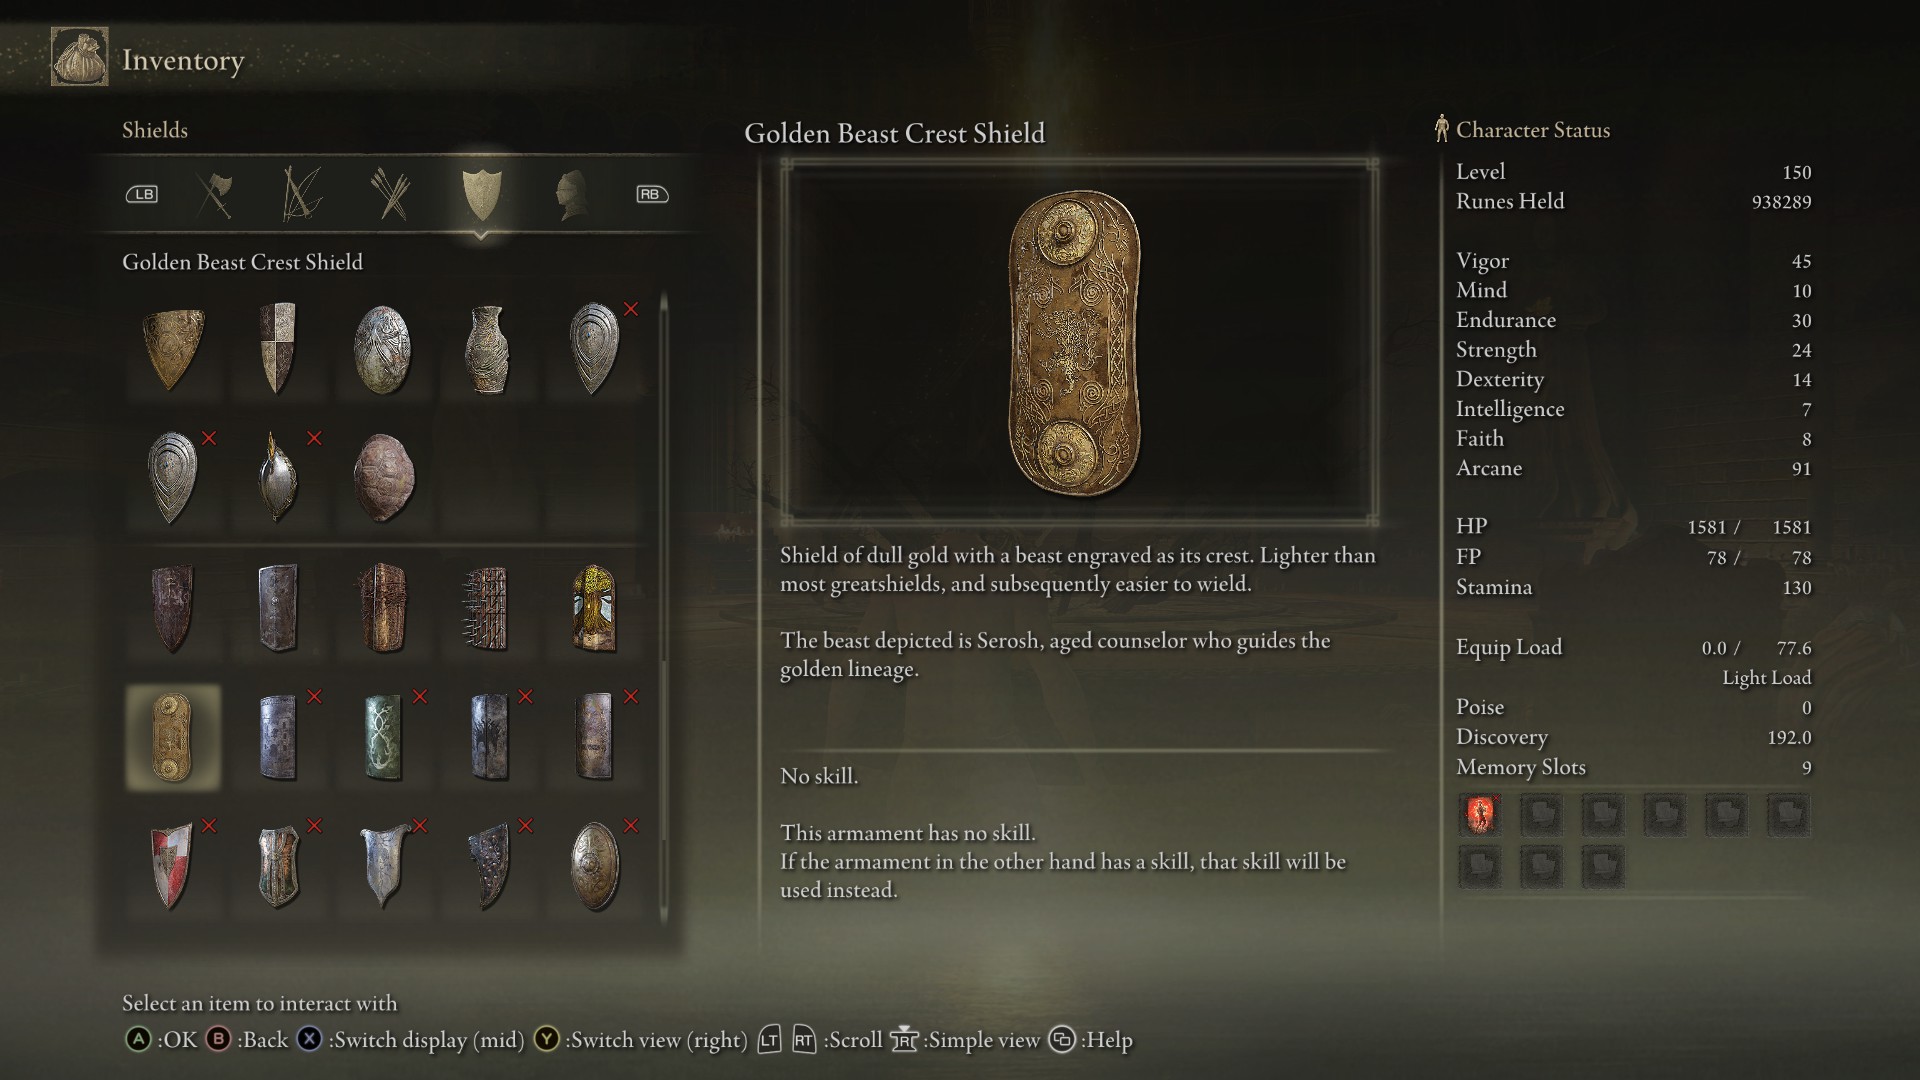 Inventory
Shields
LB
RB
Golden Beast Crest Shield
Golden Beast Crest Shield
Shield of dull gold with a beast engraved as its crest. Lighter than
most greatshields, and subsequently easier to wield.
The beast depicted is Serosh, aged counselor who guides the
golden lineage.
No skill.
This armament has no skill.
If the armament in the other hand has a skill, that skill will be
used instead.
Character Status
Level 150
Runes Held 938289
Vigor 45
Mind 10
Endurance 30
Strength 24
Dexterity 14
Intelligence 7
Faith 8
Arcane 91
HP 1581 / 1581
FP 78 / 78
Stamina 130
Equip Load 0.0 / 77.6
Light Load
Poise 0
Discovery 192.0
Memory Slots 9
Select an item to interact with
A :OK B :Back X :Switch display (mid) Y :Switch view (right) LT RT :Scroll R :Simple view :Help